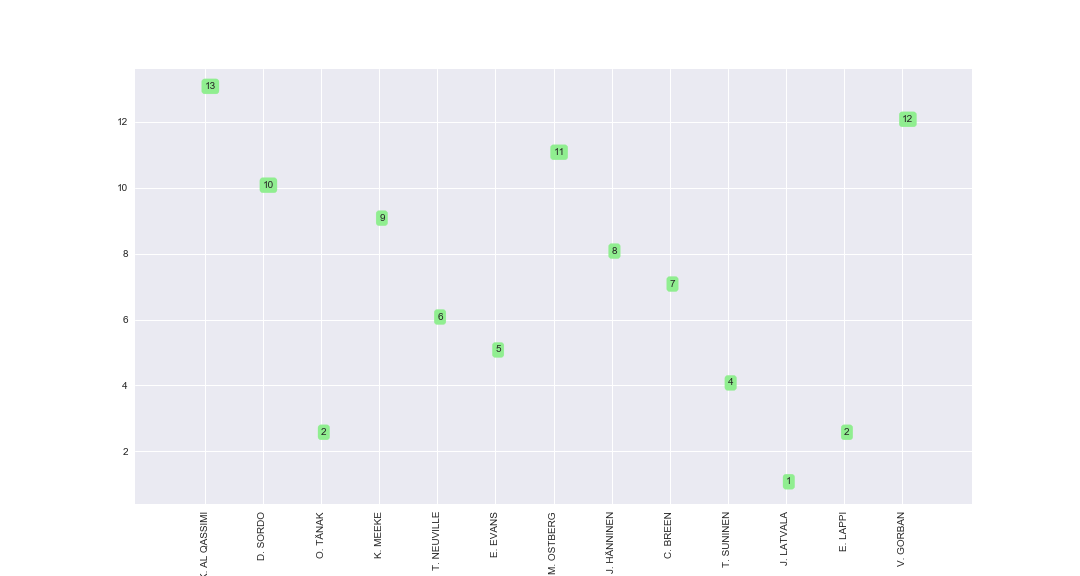 13
12
12
11
10
10
9
8
8
7
6
6
5
4
4
2
2
2
1
K. AL QASSIMI
D. SORDO
O. TÄNAK
K. MEEKE
T. NEUVILLE
E. EVANS
M. OSTBERG
J. HÄNNINEN
C. BREEN
T. SUNINEN
J. LATVALA
E. LAPPI
V. GORBAN